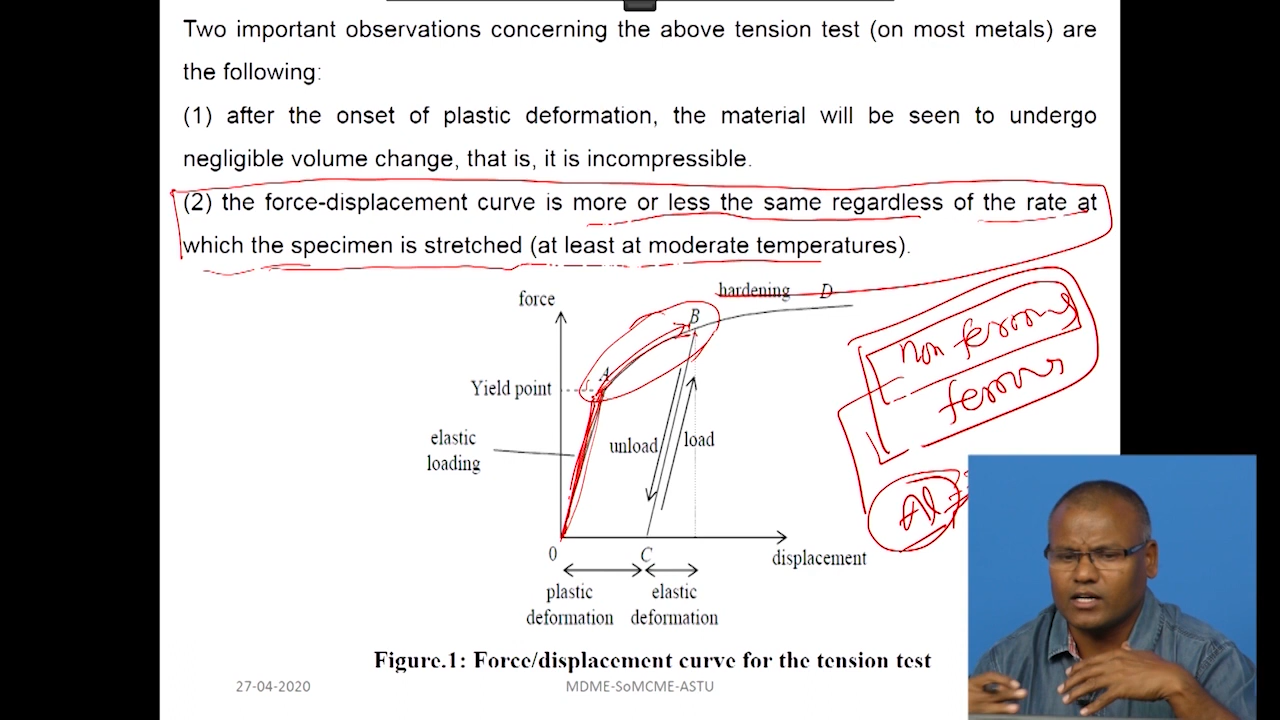 Two important observations concerning the above tension test (on most metals) are
the following:
(1) after the onset of plastic deformation, the material will be seen to undergo
negligible volume change, that is, it is incompressible.
(2) the force-displacement curve is more or less the same regardless of the rate at
which the specimen is stretched (at least at moderate temperatures).
force
hardening D
B
non ferrous
A
Yield point
ferrous
elastic
loading
unload
load
Al
0
C
displacement
plastic
deformation
elastic
deformation
Figure.1: Force/displacement curve for the tension test
27-04-2020
MDME-SoMCME-ASTU